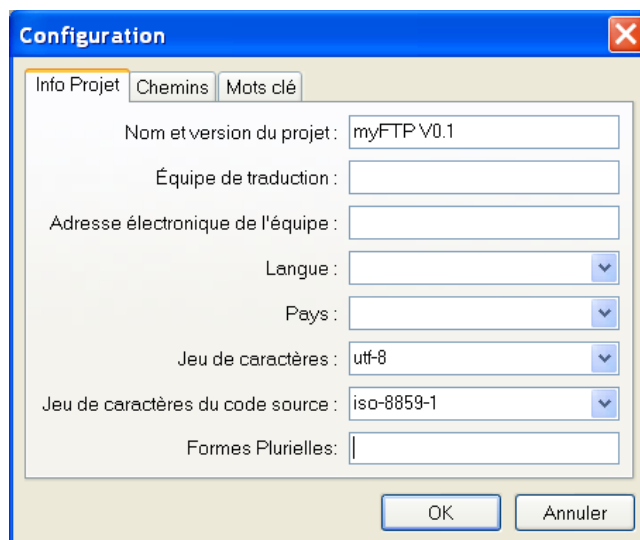 Configuration
Info Projet Chemins Mots clé
Nom et version du projet : myFTP V0.1
Équipe de traduction :
Adresse électronique de l'équipe :
Langue :
Pays :
Jeu de caractères : utf-8
Jeu de caractères du code source : iso-8859-1
Formes Plurielles:
OK Annuler